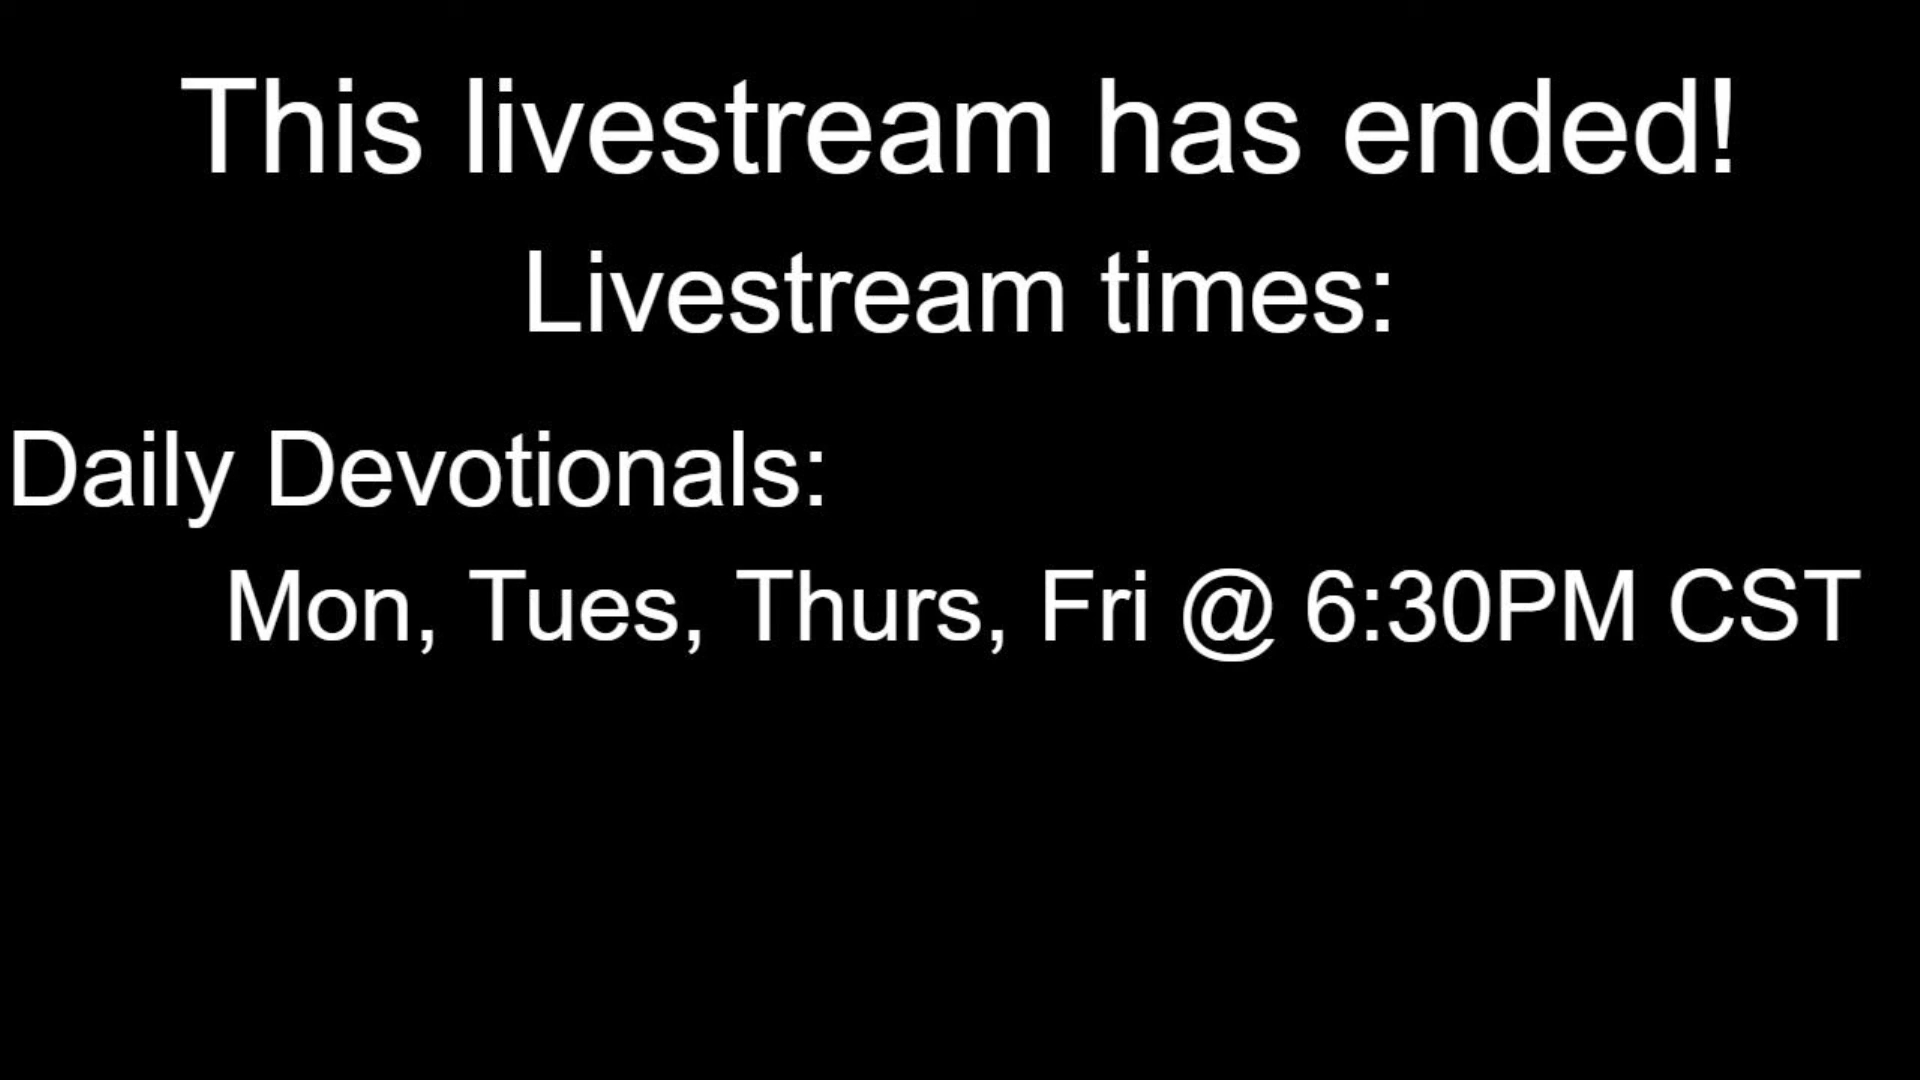 This livestream has ended!
Livestream times:
Daily Devotionals:
Mon, Tues, Thurs, Fri @ 6:30PM CST